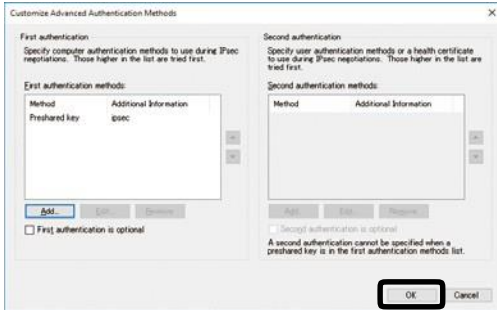 Customize Advanced Authentication Methods
First authentication
Specify computer authentication methods to use during IPsec
negotiations. Those higher in the list are tried first.
First authentication methods:
Method Additional Information
Preshared key ipsec
Add... Edit... Remove
First authentication is optional
Second authentication
Specify user authentication methods or a health certificate
to use during IPsec negotiations. Those higher in the list are
tried first.
Second authentication methods:
Method Additional Information
Add... Edit... Remove
Second authentication is optional
A second authentication cannot be specified when a
preshared key is in the first authentication methods list.
OK Cancel